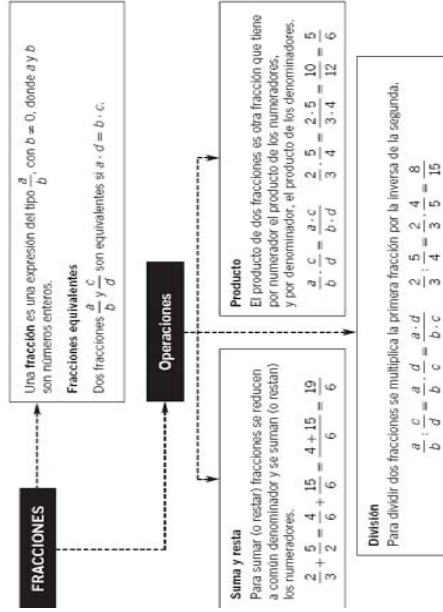 FRACCIONES
Una fracción es una expresión del tipo a/b, con b ≠ 0, donde a y b
son números enteros.
Fracciones equivalentes
Dos fracciones a/b y c/d son equivalentes si a · d = b · c.
Operaciones
Suma y resta
Para sumar (o restar) fracciones se reducen
a común denominador y se suman (o restan)
los numeradores.
2/3 + 5/2 = 4/6 + 15/6 = (4 + 15)/6 = 19/6
Producto
El producto de dos fracciones es otra fracción que tiene
por numerador el producto de los numeradores,
y por denominador, el producto de los denominadores.
a/b · c/d = (a · c)/(b · d)   2/3 · 5/4 = (2 · 5)/(3 · 4) = 10/12 = 5/6
División
Para dividir dos fracciones se multiplica la primera fracción por la inversa de la segunda.
a/b : c/d = a/b · d/c = (a · d)/(b · c)   2/3 : 5/4 = 2/3 · 4/5 = 8/15